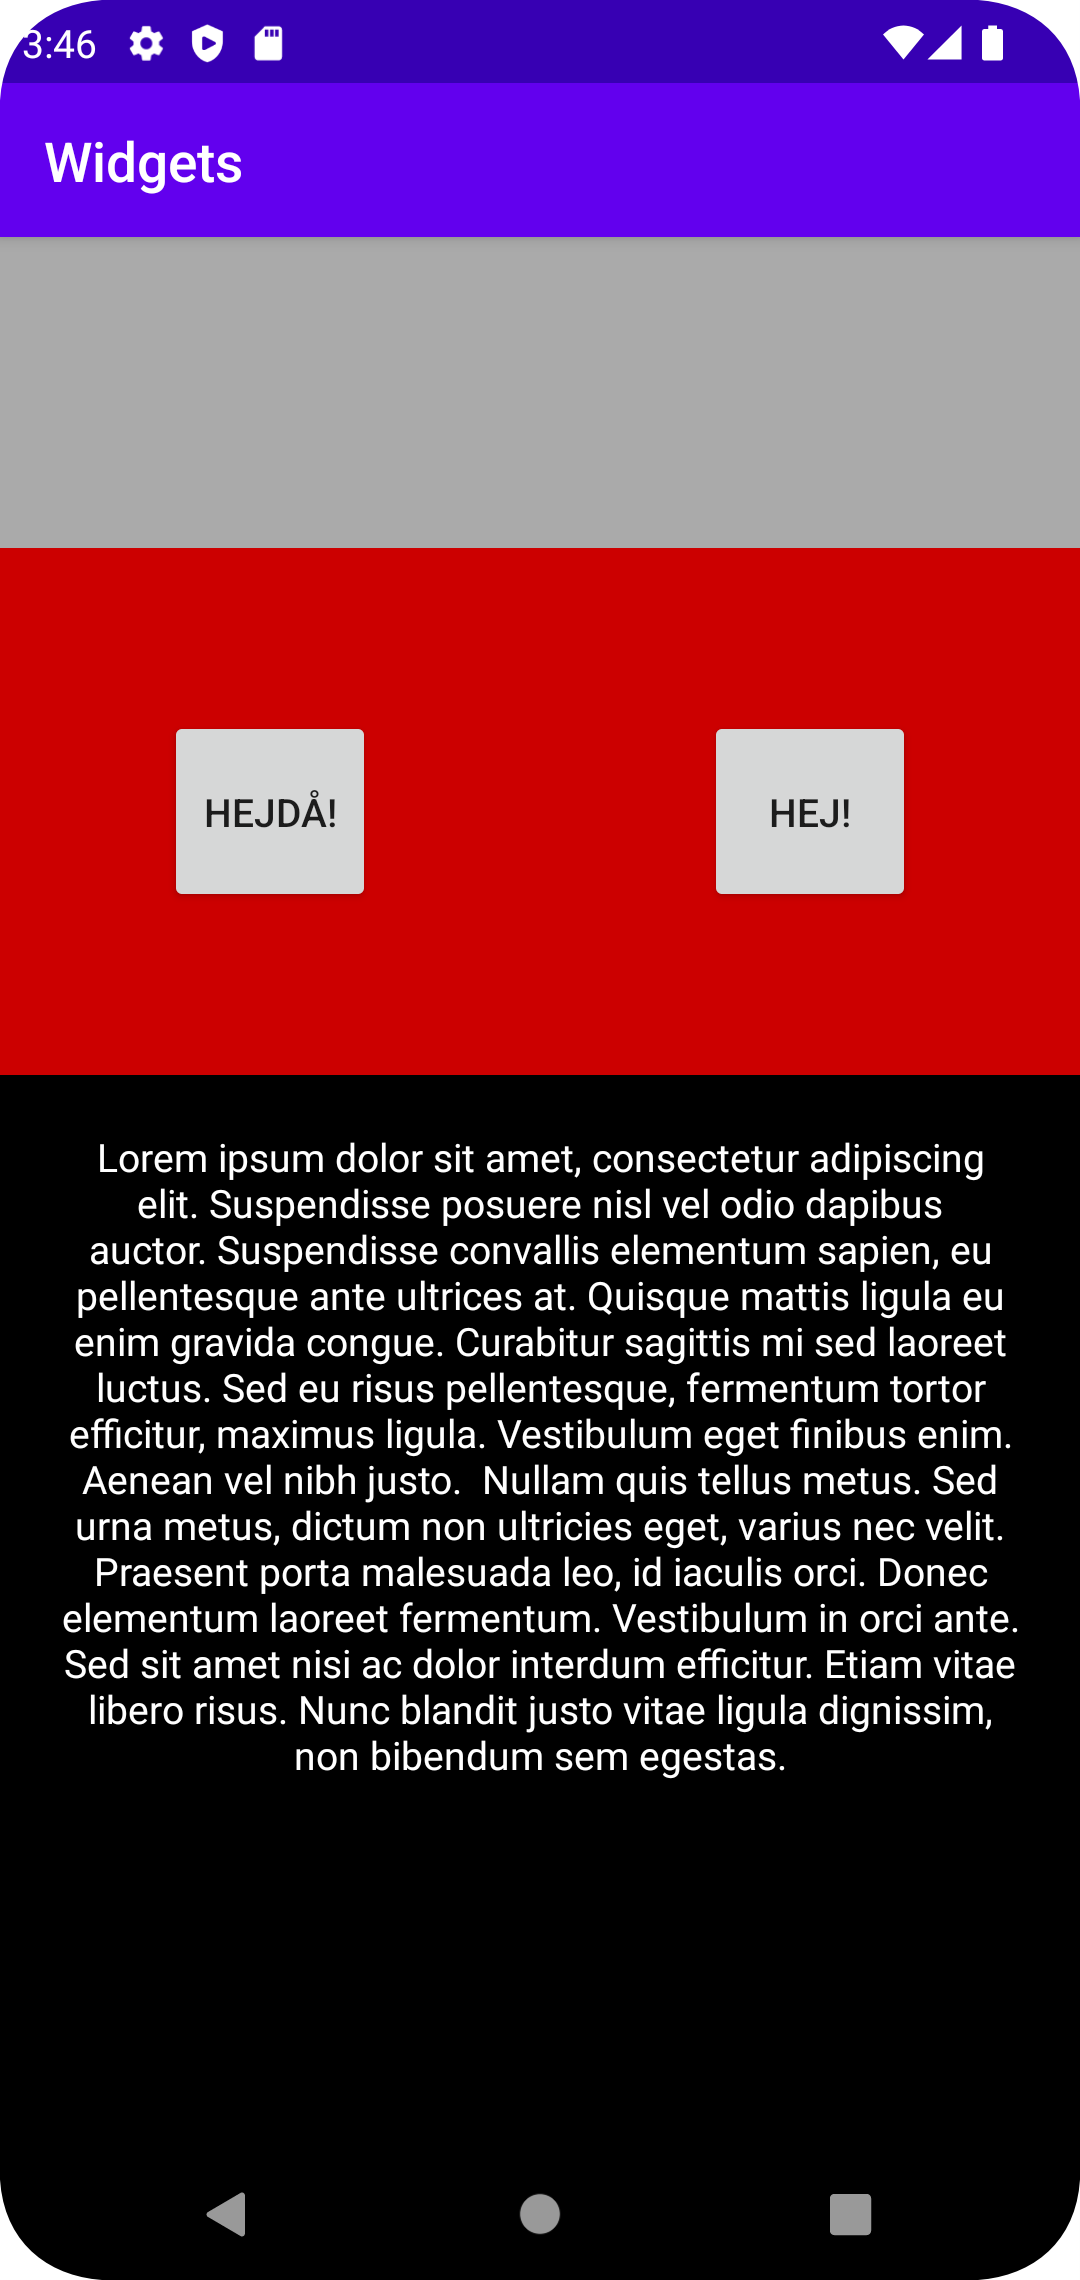 3:46
Widgets
HEJDÅ! HEJ!
Lorem ipsum dolor sit amet, consectetur adipiscing
elit. Suspendisse posuere nisl vel odio dapibus
auctor. Suspendisse convallis elementum sapien, eu
pellentesque ante ultrices at. Quisque mattis ligula eu
enim gravida congue. Curabitur sagittis mi sed laoreet
luctus. Sed eu risus pellentesque, fermentum tortor
efficitur, maximus ligula. Vestibulum eget finibus enim.
Aenean vel nibh justo.  Nullam quis tellus metus. Sed
urna metus, dictum non ultricies eget, varius nec velit.
Praesent porta malesuada leo, id iaculis orci. Donec
elementum laoreet fermentum. Vestibulum in orci ante.
Sed sit amet nisi ac dolor interdum efficitur. Etiam vitae
libero risus. Nunc blandit justo vitae ligula dignissim,
non bibendum sem egestas.